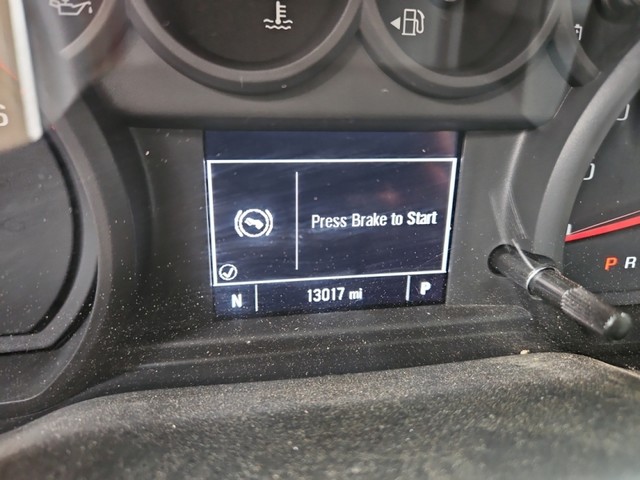 Press Brake to Start
N 13017 mi P
P R